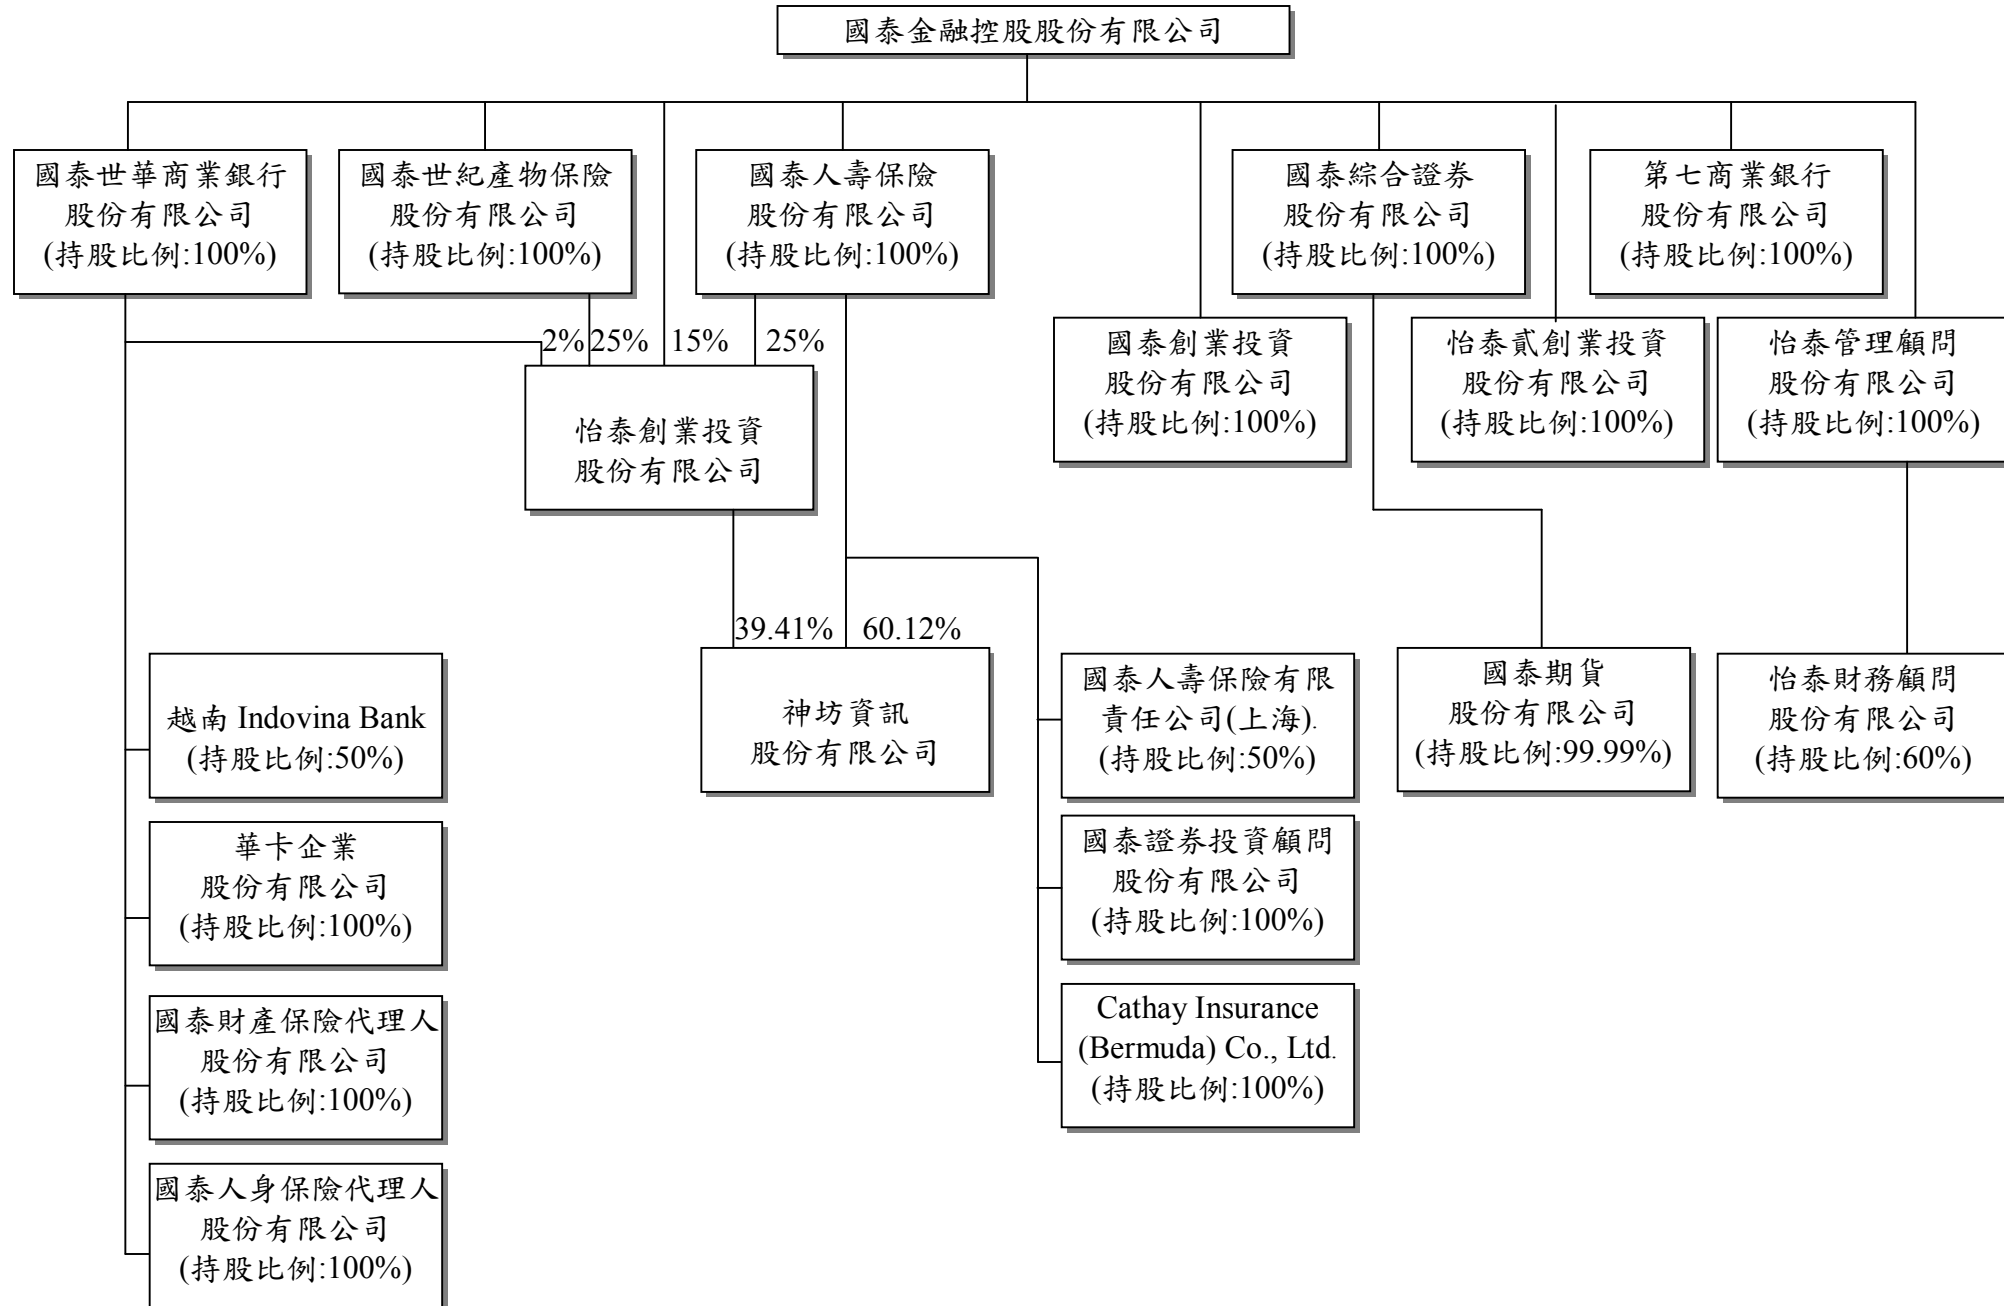 國泰金融控股股份有限公司
國泰世華商業銀行
股份有限公司
(持股比例:100%)
國泰世紀產物保險
股份有限公司
(持股比例:100%)
國泰人壽保險
股份有限公司
(持股比例:100%)
國泰綜合證券
股份有限公司
(持股比例:100%)
第七商業銀行
股份有限公司
(持股比例:100%)
2%
25%
15%
25%
怡泰創業投資
股份有限公司
國泰創業投資
股份有限公司
(持股比例:100%)
怡泰貳創業投資
股份有限公司
(持股比例:100%)
怡泰管理顧問
股份有限公司
(持股比例:100%)
39.41%
60.12%
越南 Indovina Bank
(持股比例:50%)
神坊資訊
股份有限公司
國泰人壽保險有限
責任公司(上海).
(持股比例:50%)
國泰期貨
股份有限公司
(持股比例:99.99%)
怡泰財務顧問
股份有限公司
(持股比例:60%)
華卡企業
股份有限公司
(持股比例:100%)
國泰證券投資顧問
股份有限公司
(持股比例:100%)
國泰財產保險代理人
股份有限公司
(持股比例:100%)
Cathay Insurance
(Bermuda) Co., Ltd.
(持股比例:100%)
國泰人身保險代理人
股份有限公司
(持股比例:100%)